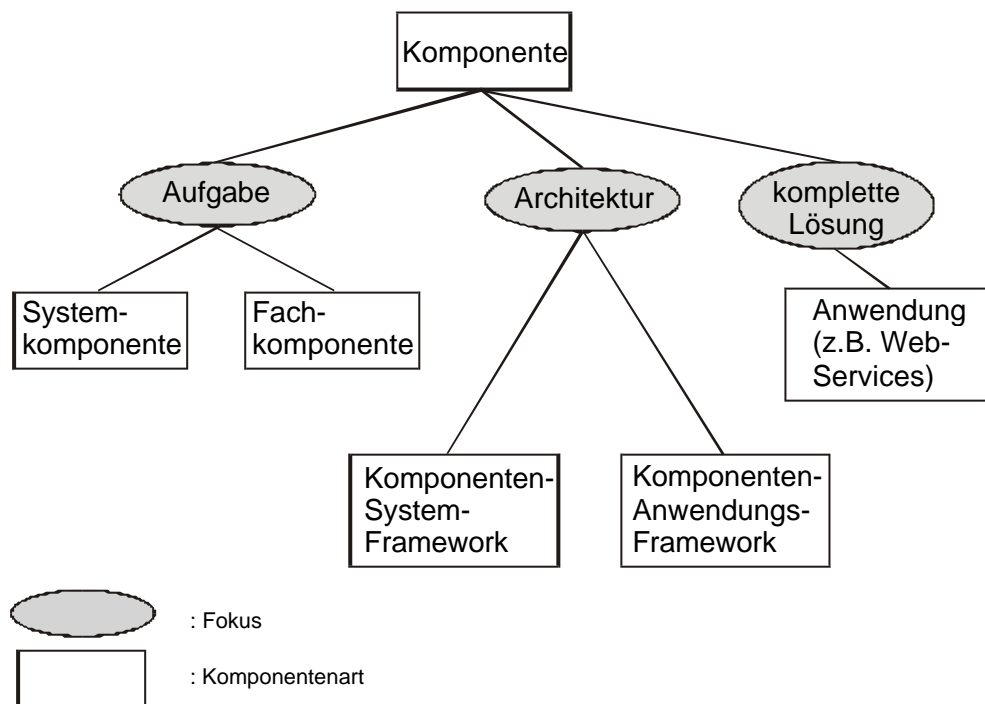 Komponente
Aufgabe
Architektur
komplette
Lösung
System-
komponente
Fach-
komponente
Anwendung
(z.B. Web-
Services)
Komponenten-
System-
Framework
Komponenten-
Anwendungs-
Framework
: Fokus
: Komponentenart